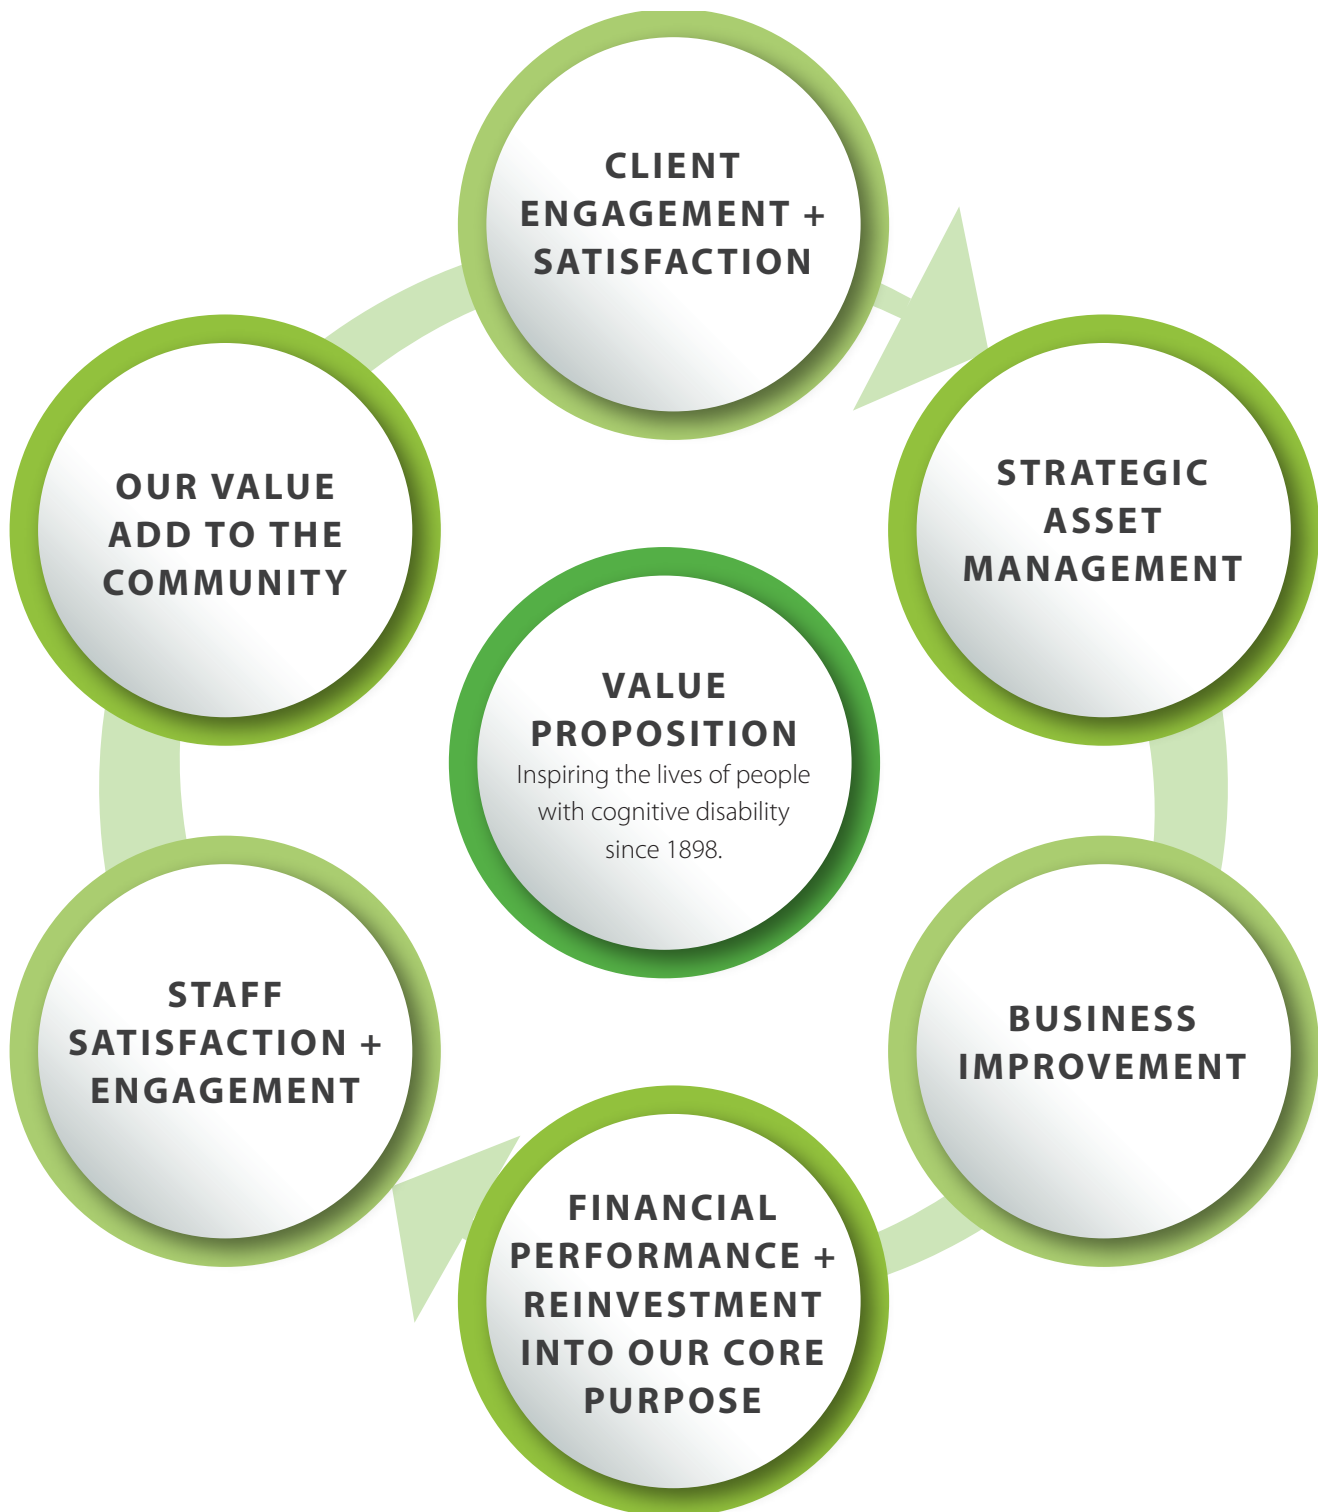 CLIENT
ENGAGEMENT +
SATISFACTION
STRATEGIC
ASSET
MANAGEMENT
BUSINESS
IMPROVEMENT
FINANCIAL
PERFORMANCE +
REINVESTMENT
INTO OUR CORE
PURPOSE
STAFF
SATISFACTION +
ENGAGEMENT
OUR VALUE
ADD TO THE
COMMUNITY
VALUE
PROPOSITION
Inspiring the lives of people
with cognitive disability
since 1898.